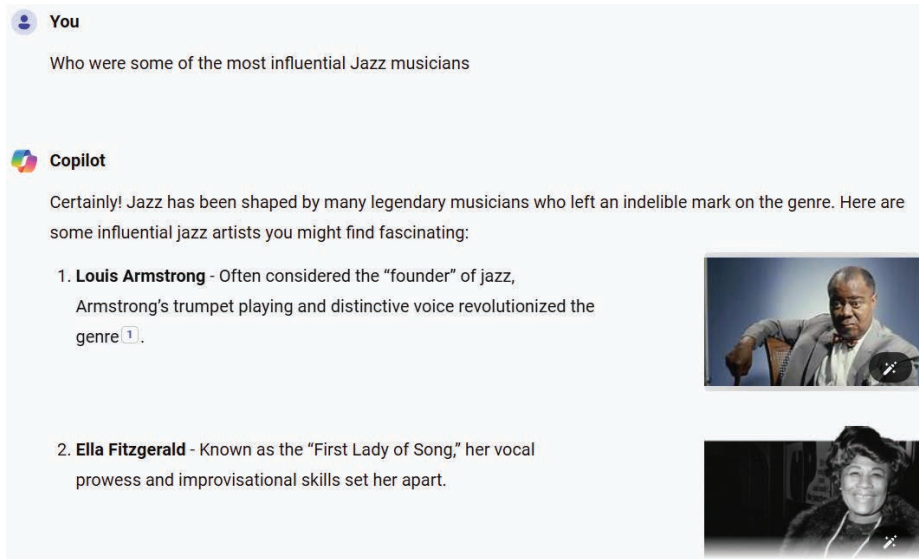 You
Who were some of the most influential Jazz musicians
Copilot
Certainly! Jazz has been shaped by many legendary musicians who left an indelible mark on the genre. Here are
some influential jazz artists you might find fascinating:
1. Louis Armstrong - Often considered the “founder” of jazz,
Armstrong’s trumpet playing and distinctive voice revolutionized the
genre 1 .
2. Ella Fitzgerald - Known as the “First Lady of Song,” her vocal
prowess and improvisational skills set her apart.